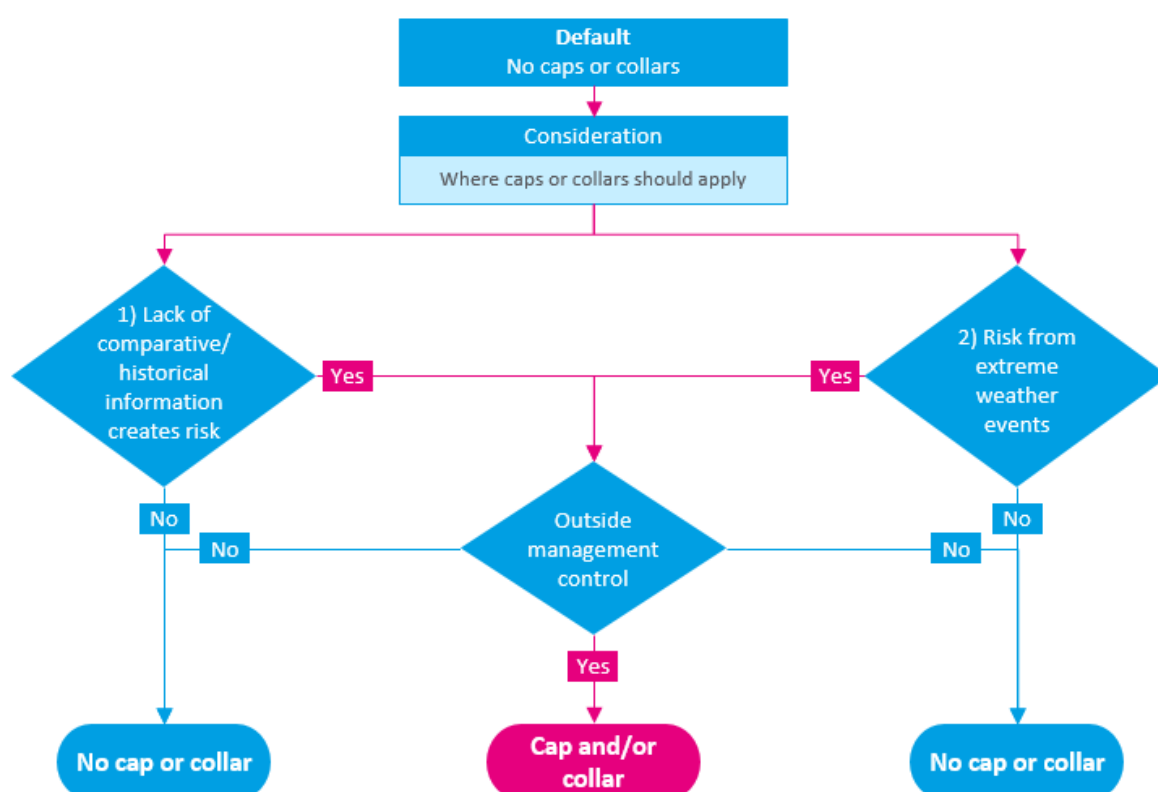 Default
No caps or collars
Consideration
Where caps or collars should apply
1) Lack of
comparative/
historical
information
creates risk
Yes
Yes
2) Risk from
extreme
weather
events
No
No
Outside
management
control
No
No
Yes
No cap or collar
Cap and/or
collar
No cap or collar